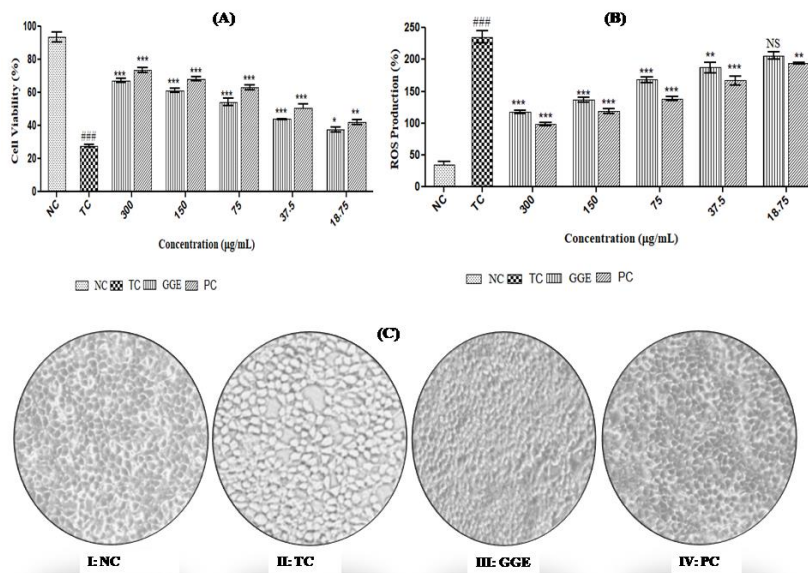 (A)
Cell Viability (%)
100
80
60
40
20
0
###
***
***
***
***
***
***
***
***
*
**
NC
TC
300
150
75
37.5
18.75
Concentration (µg/mL)
NC TC GGE PC
(B)
ROS Production (%)
250
200
150
100
50
0
###
***
***
***
***
***
***
**
***
NS
**
NC
TC
300
150
75
37.5
18.75
Concentration (µg/mL)
NC TC GGE PC
(C)
I: NC
II: TC
III: GGE
IV: PC